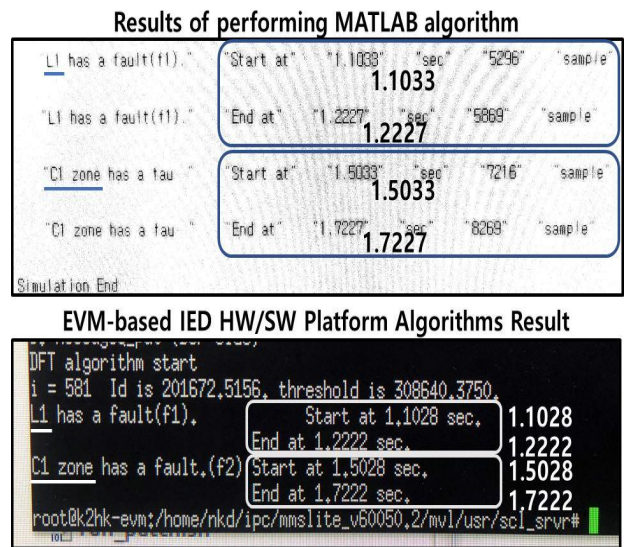 Results of performing MATLAB algorithm
"L1 has a fault(f1)." "Start at" "1.1033" "sec" "5296" "sample"
1.1033
"L1 has a fault(f1)." "End at" "1.2227" "sec" "5869" "sample"
1.2227
"C1 zone has a fau " "Start at" "1.5033" "sec" "7216" "sample"
1.5033
"C1 zone has a fau " "End at" "1.7227" "sec" "8269" "sample"
1.7227
Simulation End
EVM-based IED HW/SW Platform Algorithms Result
DFT algorithm start
i = 581 Id is 201672.5156, threshold is 308640.3750.
L1 has a fault(f1). Start at 1.1028 sec. 1.1028
End at 1.2222 sec. 1.2222
C1 zone has a fault.(f2) Start at 1.5028 sec. 1.5028
End at 1.7222 sec. 1.7222
root@k2hk-evm:/home/nkd/ipc/mmslite_v60050.2/mvl/usr/scl_srvr#